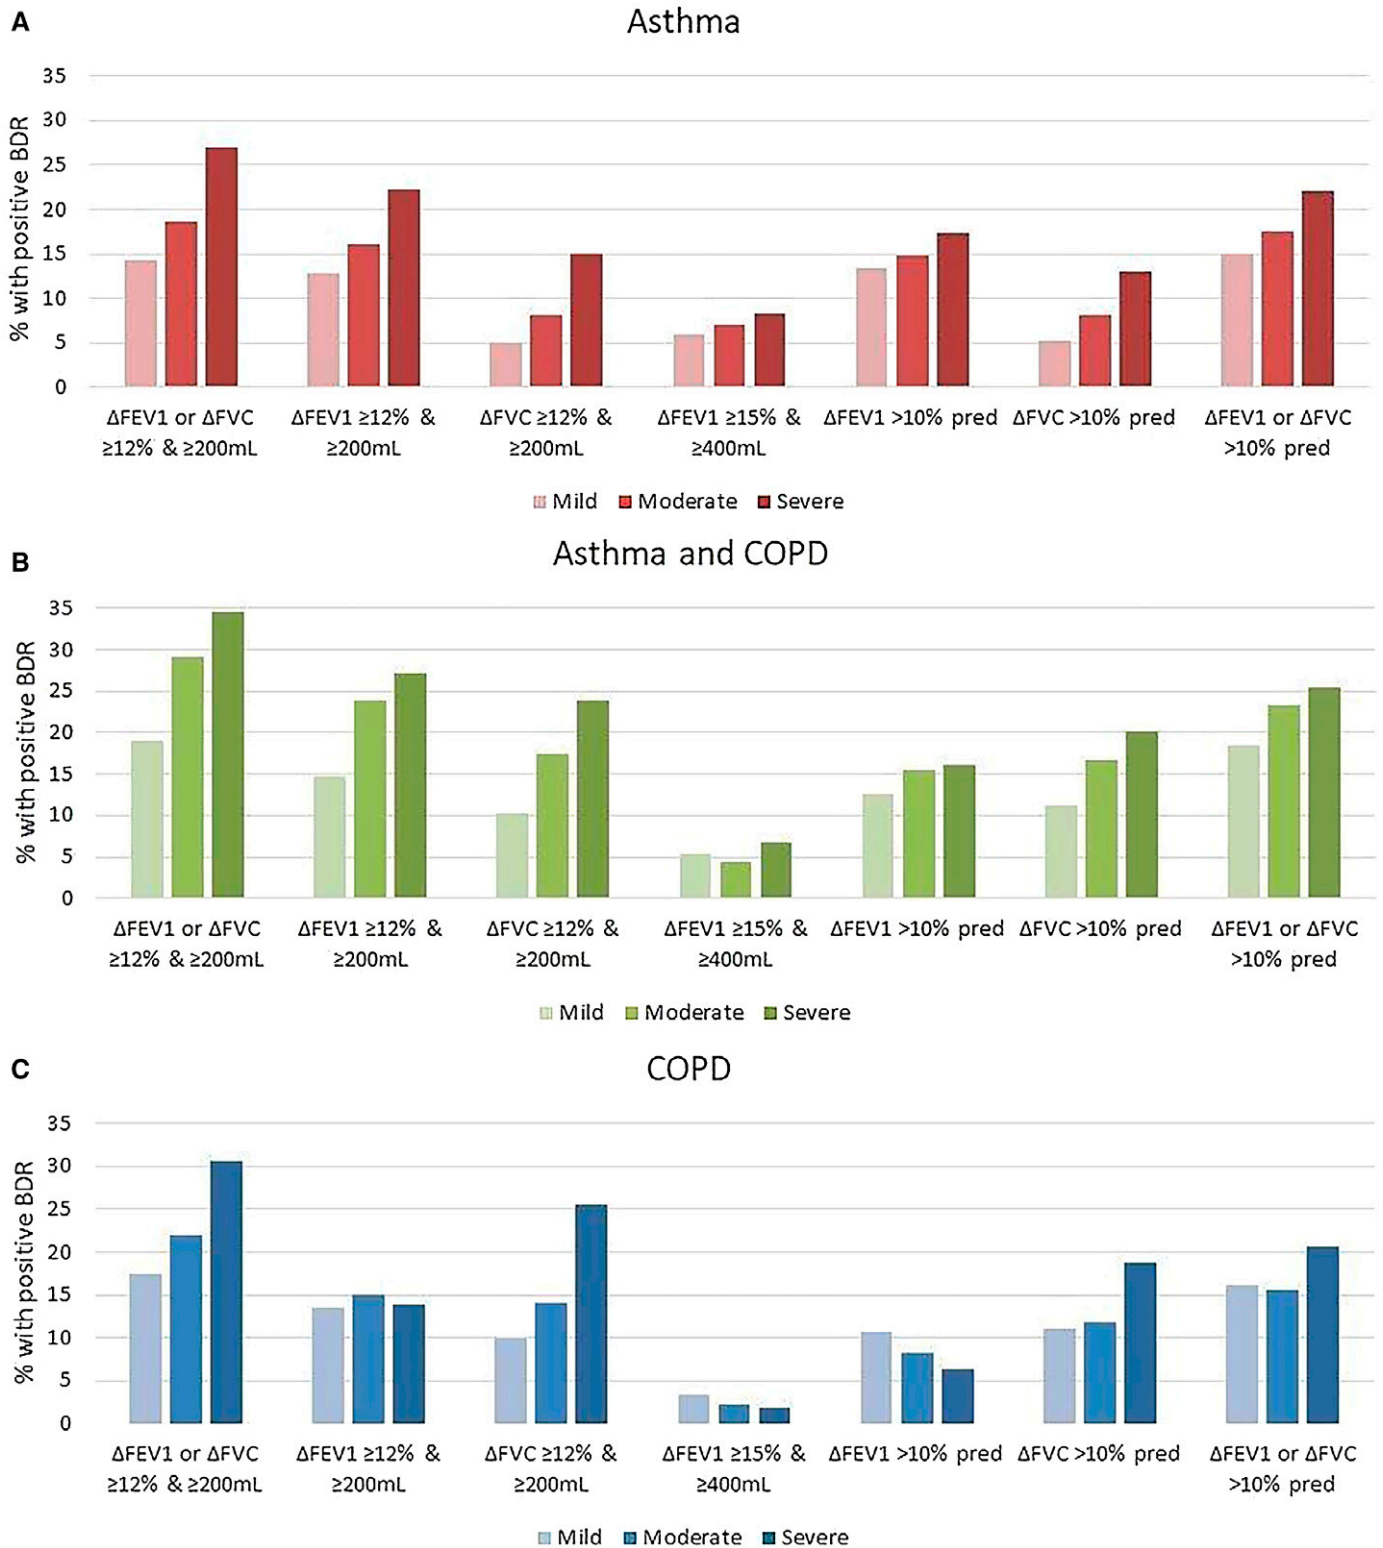 A
Asthma
% with positive BDR
35
30
25
20
15
10
5
0
ΔFEV1 or ΔFVC ≥12% & ≥200mL
ΔFEV1 ≥12% & ≥200mL
ΔFVC ≥12% & ≥200mL
ΔFEV1 ≥15% & ≥400mL
ΔFEV1 >10% pred
ΔFVC >10% pred
ΔFEV1 or ΔFVC >10% pred
Mild Moderate Severe
B
Asthma and COPD
% with positive BDR
35
30
25
20
15
10
5
0
ΔFEV1 or ΔFVC ≥12% & ≥200mL
ΔFEV1 ≥12% & ≥200mL
ΔFVC ≥12% & ≥200mL
ΔFEV1 ≥15% & ≥400mL
ΔFEV1 >10% pred
ΔFVC >10% pred
ΔFEV1 or ΔFVC >10% pred
Mild Moderate Severe
C
COPD
% with positive BDR
35
30
25
20
15
10
5
0
ΔFEV1 or ΔFVC ≥12% & ≥200mL
ΔFEV1 ≥12% & ≥200mL
ΔFVC ≥12% & ≥200mL
ΔFEV1 ≥15% & ≥400mL
ΔFEV1 >10% pred
ΔFVC >10% pred
ΔFEV1 or ΔFVC >10% pred
Mild Moderate Severe